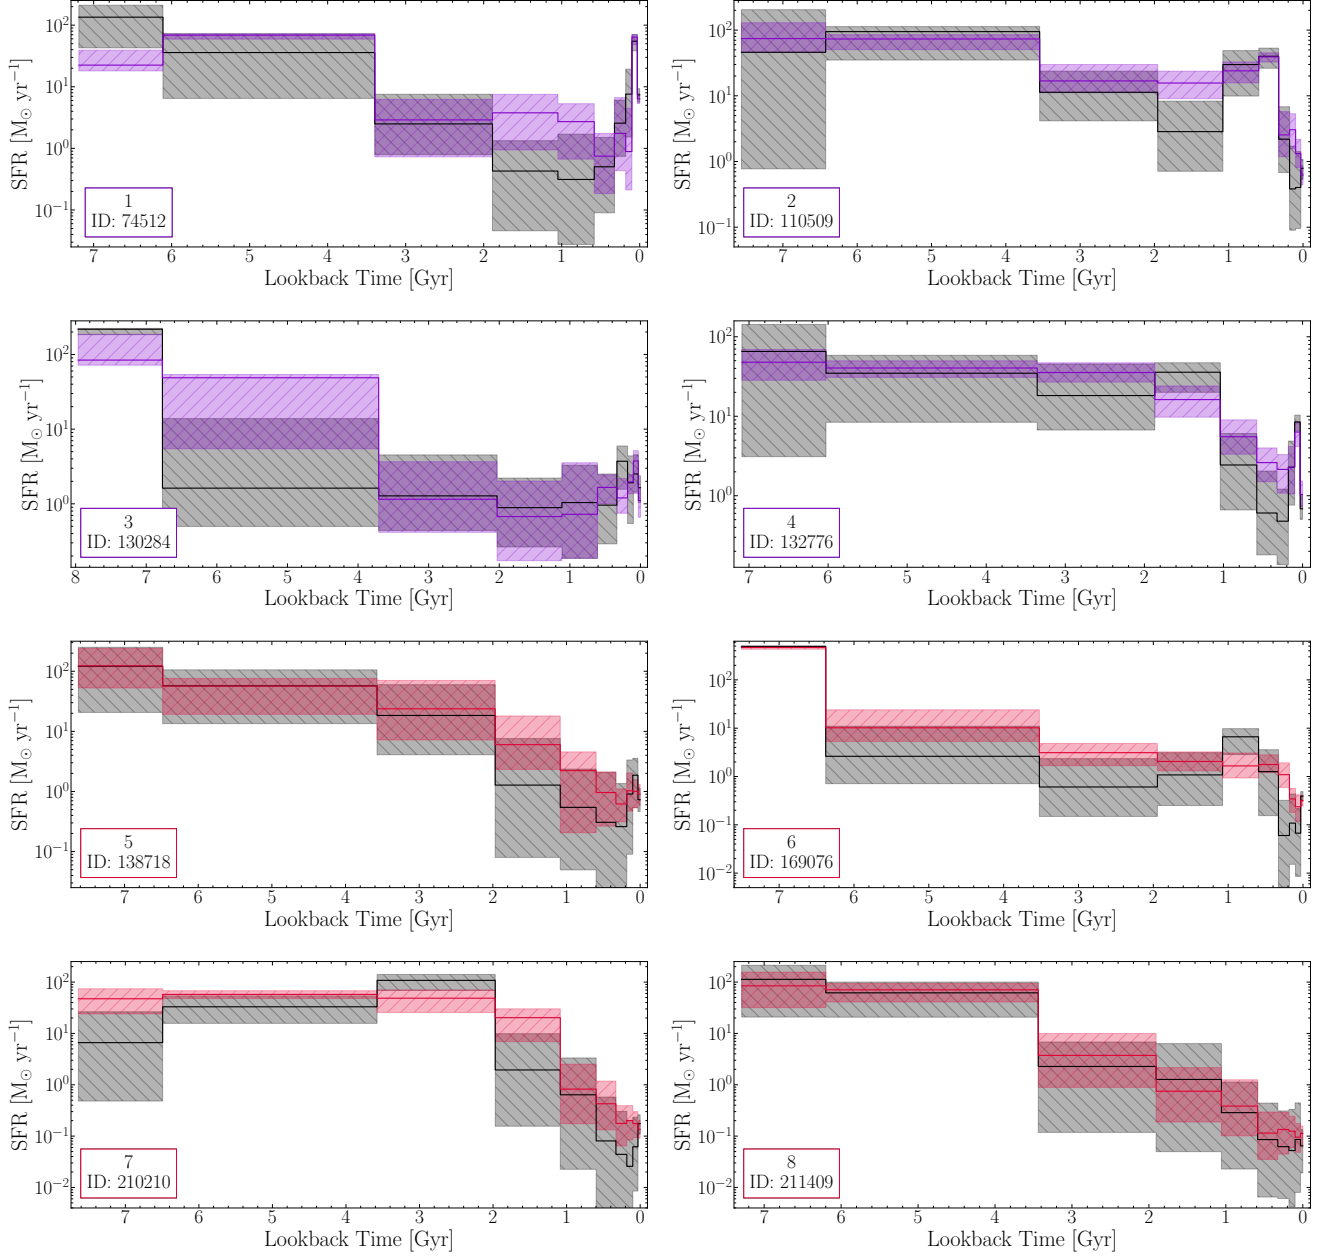 10²
10¹
10⁰
10⁻¹
SFR [M⊙ yr⁻¹]
1
ID: 74512
7 6 5 4 3 2 1 0
Lookback Time [Gyr]
10²
10¹
10⁰
10⁻¹
SFR [M⊙ yr⁻¹]
2
ID: 110509
7 6 5 4 3 2 1 0
Lookback Time [Gyr]
10²
10¹
10⁰
SFR [M⊙ yr⁻¹]
3
ID: 130284
8 7 6 5 4 3 2 1 0
Lookback Time [Gyr]
10²
10¹
10⁰
SFR [M⊙ yr⁻¹]
4
ID: 132776
7 6 5 4 3 2 1 0
Lookback Time [Gyr]
10²
10¹
10⁰
10⁻¹
SFR [M⊙ yr⁻¹]
5
ID: 138718
7 6 5 4 3 2 1 0
Lookback Time [Gyr]
10²
10¹
10⁰
10⁻¹
10⁻²
SFR [M⊙ yr⁻¹]
6
ID: 169076
7 6 5 4 3 2 1 0
Lookback Time [Gyr]
10²
10¹
10⁰
10⁻¹
10⁻²
SFR [M⊙ yr⁻¹]
7
ID: 210210
7 6 5 4 3 2 1 0
Lookback Time [Gyr]
10²
10¹
10⁰
10⁻¹
10⁻²
SFR [M⊙ yr⁻¹]
8
ID: 211409
7 6 5 4 3 2 1 0
Lookback Time [Gyr]